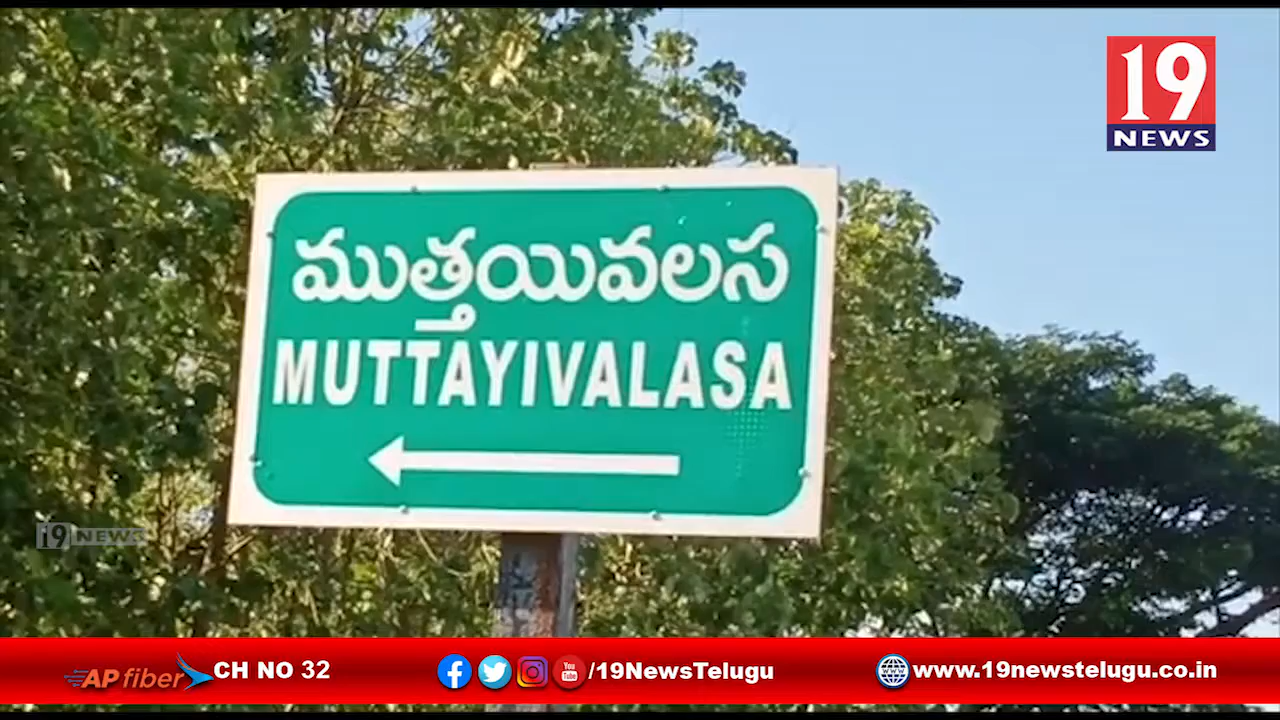 19
NEWS
ముత్తయివలస
MUTTAYIVALASA
i9 NEWS
AP fiber CH NO 32
/19NewsTelugu
www.19newstelugu.co.in